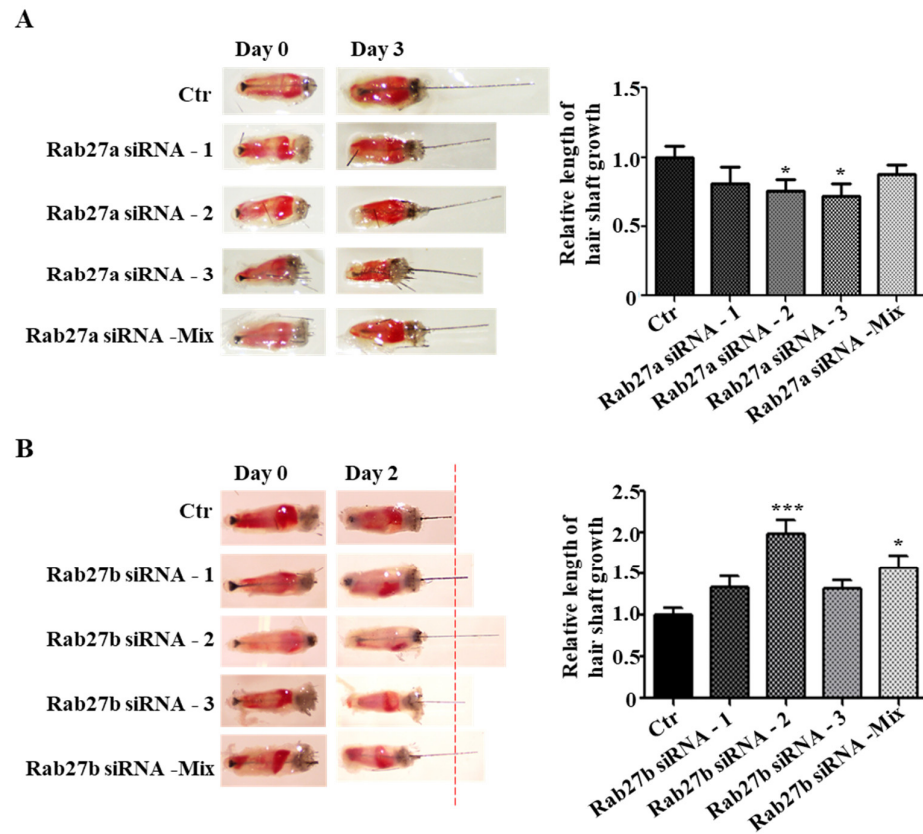 A
Day 0
Day 3
Ctr
Rab27a siRNA - 1
Rab27a siRNA - 2
Rab27a siRNA - 3
Rab27a siRNA -Mix
Relative length of
hair shaft growth
1.5
1.0
0.5
0
*
*
Ctr
Rab27a siRNA - 1
Rab27a siRNA - 2
Rab27a siRNA - 3
Rab27a siRNA -Mix
B
Day 0
Day 2
Ctr
Rab27b siRNA - 1
Rab27b siRNA - 2
Rab27b siRNA - 3
Rab27b siRNA -Mix
Relative length of
hair shaft growth
2.5
2.0
1.5
1.0
0.5
0
***
*
Ctr
Rab27b siRNA - 1
Rab27b siRNA - 2
Rab27b siRNA - 3
Rab27b siRNA -Mix